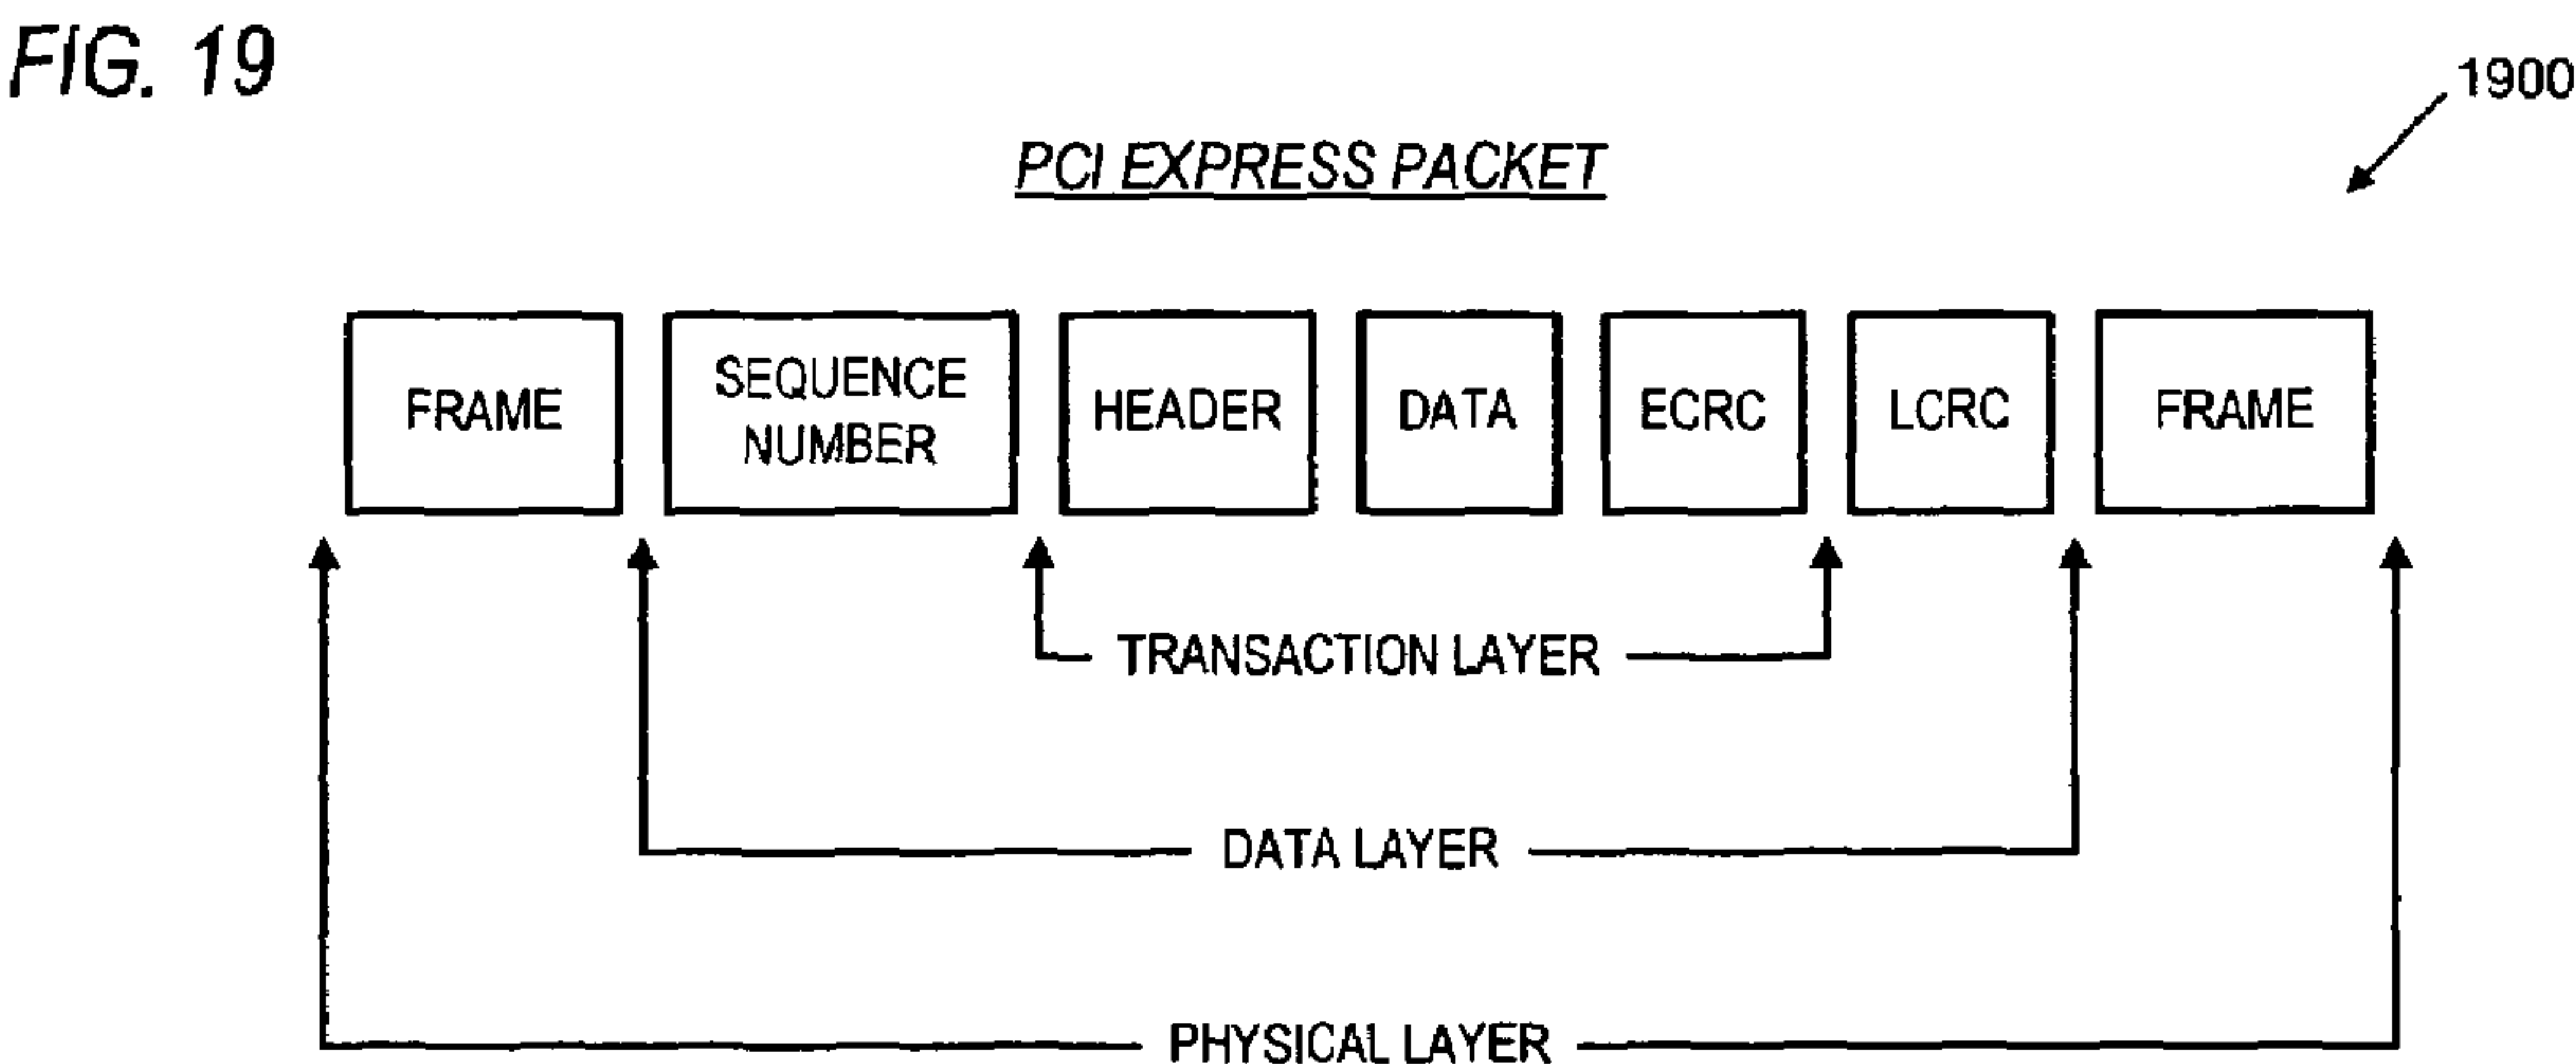 FIG. 19
1900
PCI EXPRESS PACKET
FRAME
SEQUENCE
NUMBER
HEADER
DATA
ECRC
LCRC
FRAME
TRANSACTION LAYER
DATA LAYER
PHYSICAL LAYER